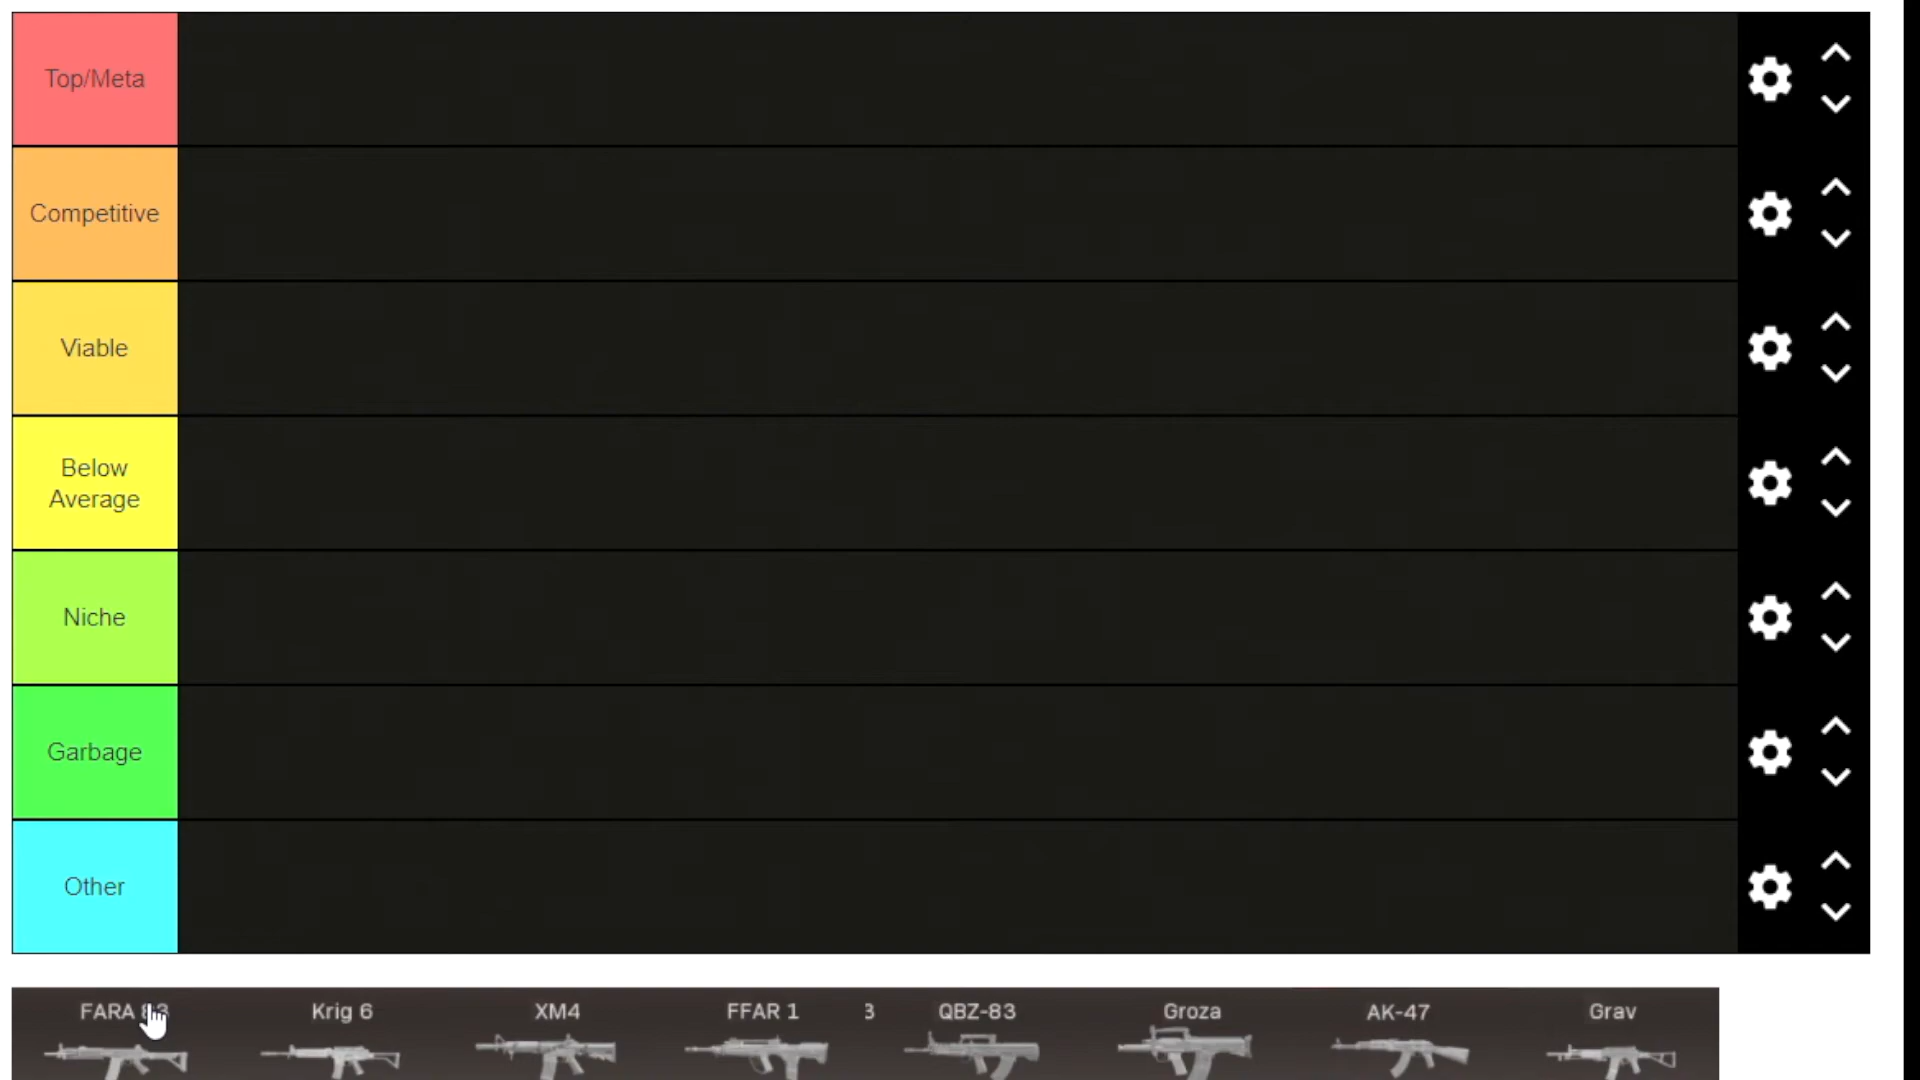 Top/Meta
Competitive
Viable
Below
Average
Niche
Garbage
Other
FARA 83 Krig 6 XM4 FFAR 1 3 QBZ-83 Groza AK-47 Grav